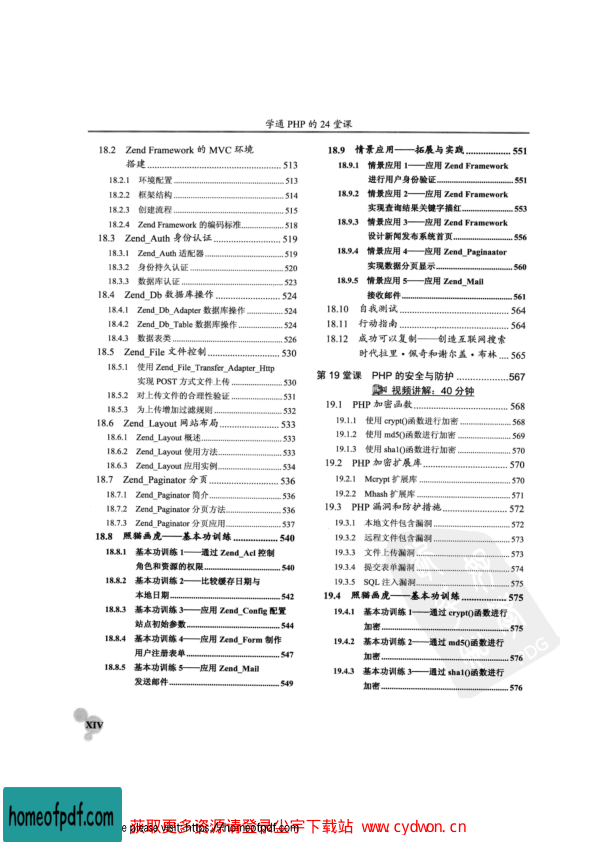 学通 PHP 的 24 堂课
18.2 Zend Framework 的 MVC 环境
搭建 513
18.2.1 环境配置 513
18.2.2 框架结构 514
18.2.3 创建流程 515
18.2.4 Zend Framework 的编码标准 518
18.3 Zend_Auth 身份认证 519
18.3.1 Zend_Auth 适配器 519
18.3.2 身份持久认证 520
18.3.3 数据库认证 523
18.4 Zend_Db 数据库操作 524
18.4.1 Zend_Db_Adapter 数据库操作 524
18.4.2 Zend_Db_Table 数据库操作 524
18.4.3 数据表类 526
18.5 Zend_File 文件控制 530
18.5.1 使用 Zend_File_Transfer_Adapter_Http
实现 POST 方式文件上传 530
18.5.2 对上传文件的合理性验证 531
18.5.3 为上传增加过滤规则 532
18.6 Zend_Layout 网站布局 533
18.6.1 Zend_Layout 概述 533
18.6.2 Zend_Layout 使用方法 533
18.6.3 Zend_Layout 应用实例 534
18.7 Zend_Paginator 分页 536
18.7.1 Zend_Paginator 简介 536
18.7.2 Zend_Paginator 分页方法 536
18.7.3 Zend_Paginator 分页应用 537
18.8 照猫画虎——基本功训练 540
18.8.1 基本功训练 1——通过 Zend_Acl 控制
角色和资源的权限 540
18.8.2 基本功训练 2——比较缓存日期与
本地日期 542
18.8.3 基本功训练 3——应用 Zend_Config 配置
站点初始参数 544
18.8.4 基本功训练 4——应用 Zend_Form 制作
用户注册表单 547
18.8.5 基本功训练 5——应用 Zend_Mail
发送邮件 549
18.9 情景应用——拓展与实践 551
18.9.1 情景应用 1——应用 Zend Framework
进行用户身份验证 551
18.9.2 情景应用 2——应用 Zend Framework
实现查询结果关键字描红 553
18.9.3 情景应用 3——应用 Zend Framework
设计新闻发布系统首页 556
18.9.4 情景应用 4——应用 Zend_Paginaator
实现数据分页显示 560
18.9.5 情景应用 5——应用 Zend_Mail
接收邮件 561
18.10 自我测试 564
18.11 行动指南 564
18.12 成功可以复制——创造互联网搜索
时代拉里·佩奇和谢尔盖·布林 565
第 19 堂课 PHP 的安全与防护 567
视频讲解：40 分钟
19.1 PHP 加密函数 568
19.1.1 使用 crypt()函数进行加密 568
19.1.2 使用 md5()函数进行加密 569
19.1.3 使用 sha1()函数进行加密 570
19.2 PHP 加密扩展库 570
19.2.1 Mcrypt 扩展库 570
19.2.2 Mhash 扩展库 571
19.3 PHP 漏洞和防护措施 572
19.3.1 本地文件包含漏洞 572
19.3.2 远程文件包含漏洞 573
19.3.3 文件上传漏洞 573
19.3.4 提交表单漏洞 574
19.3.5 SQL 注入漏洞 575
19.4 照猫画虎——基本功训练 575
19.4.1 基本功训练 1——通过 crypt()函数进行
加密 575
19.4.2 基本功训练 2——通过 md5()函数进行
加密 576
19.4.3 基本功训练 3——通过 sha1()函数进行
加密 576
XIV
homeofpdf.com
e please visit: https://homeofpdf.com
获取更多资源请登录公宇下载站 www.cydwon.cn